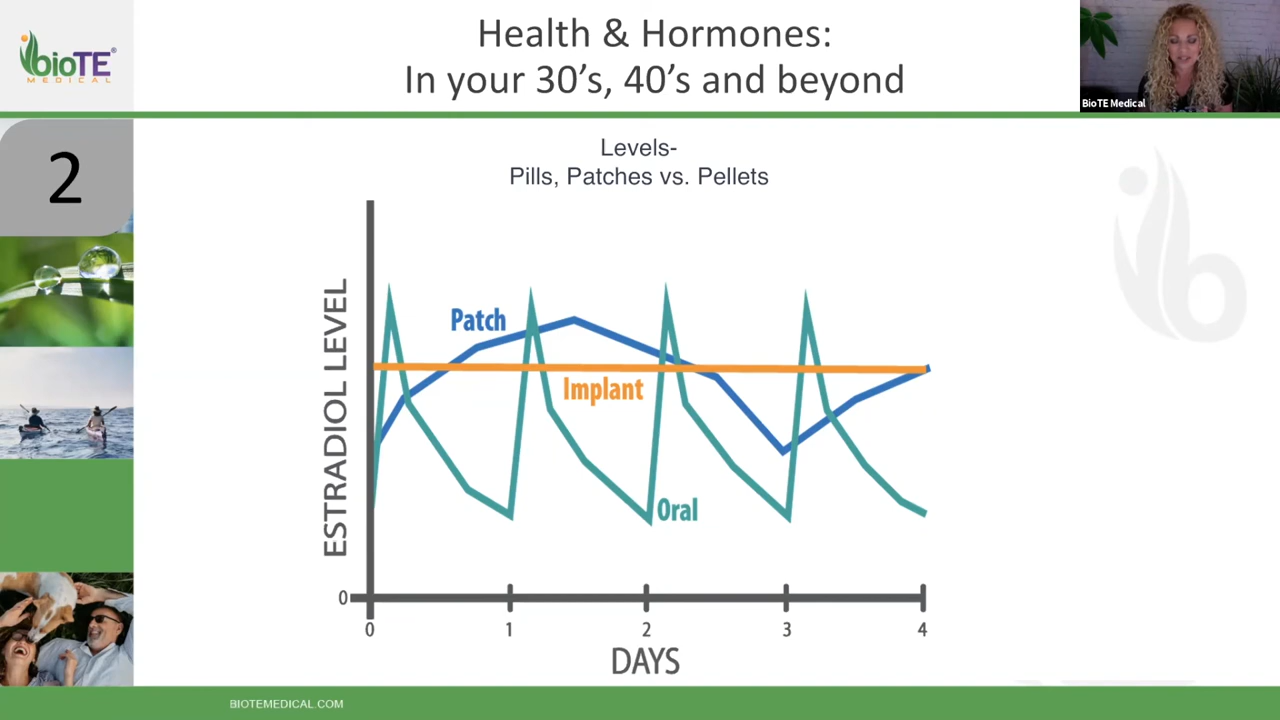 bioTE®
MEDICAL
Health & Hormones:
In your 30's, 40's and beyond
BioTE Medical
2
Levels-
Pills, Patches vs. Pellets
ESTRADIOL LEVEL
Patch
Implant
Oral
0
0 1 2 3 4
DAYS
BIOTEMEDICAL.COM